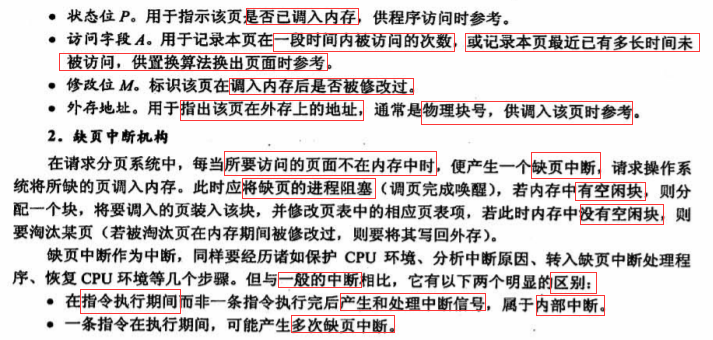 • 状态位 P。用于指示该页是否已调入内存，供程序访问时参考。
• 访问字段 A。用于记录本页在一段时间内被访问的次数，或记录本页最近已有多长时间未
被访问，供置换算法换出页面时参考。
• 修改位 M。标识该页在调入内存后是否被修改过。
• 外存地址。用于指出该页在外存上的地址，通常是物理块号，供调入该页时参考。
2．缺页中断机构
在请求分页系统中，每当所要访问的页面不在内存中时，便产生一个缺页中断，请求操作系
统将所缺的页调入内存。此时应将缺页的进程阻塞（调页完成唤醒），若内存中有空闲块，则分
配一个块，将要调入的页装入该块，并修改页表中的相应页表项，若此时内存中没有空闲块，则
要淘汰某页（若被淘汰页在内存期间被修改过，则要将其写回外存）。
缺页中断作为中断，同样要经历诸如保护 CPU 环境、分析中断原因、转入缺页中断处理程
序、恢复 CPU 环境等几个步骤。但与一般的中断相比，它有以下两个明显的区别：
• 在指令执行期间而非一条指令执行完后产生和处理中断信号，属于内部中断。
• 一条指令在执行期间，可能产生多次缺页中断。